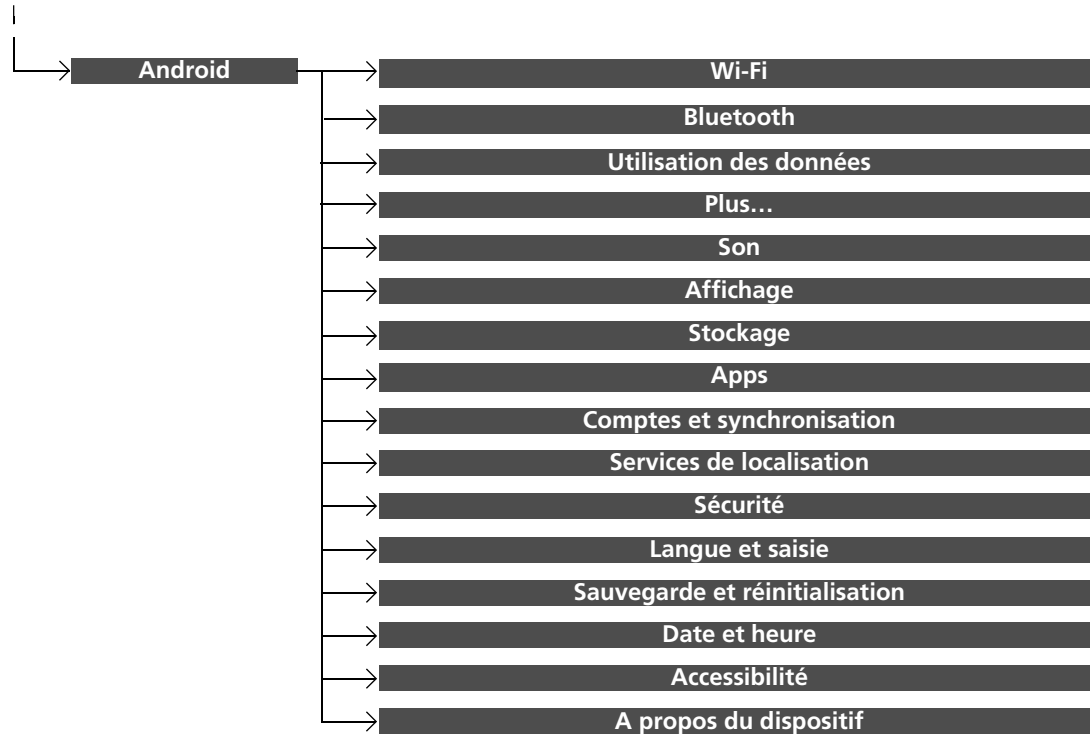 Android
Wi-Fi
Bluetooth
Utilisation des données
Plus…
Son
Affichage
Stockage
Apps
Comptes et synchronisation
Services de localisation
Sécurité
Langue et saisie
Sauvegarde et réinitialisation
Date et heure
Accessibilité
A propos du dispositif